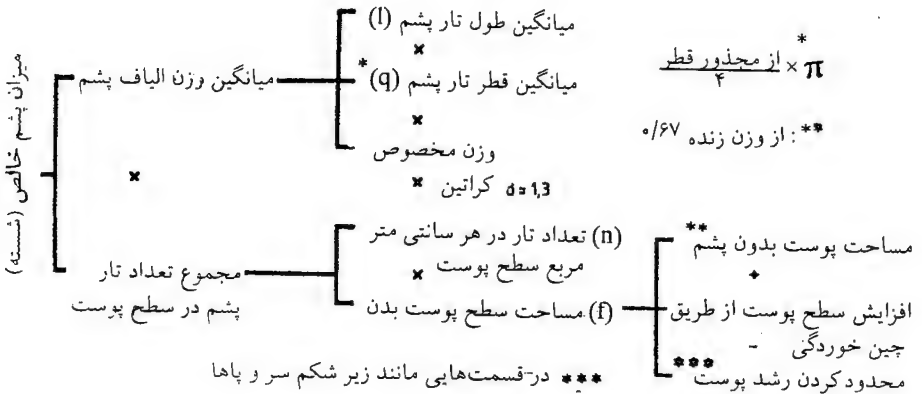 میزان پشم خالص (شسته)
میانگین وزن الیاف پشم
×
مجموع تعداد تار
پشم در سطح پوست
میانگین طول تار پشم (l)
×
میانگین قطر تار پشم (q)*
×
وزن مخصوص
× کراتین d = 1,3
(n) تعداد تار در هر سانتی متر
مربع سطح پوست
×
(f) مساحت سطح پوست بدن
مساحت پوست بدون پشم**
+
افزایش سطح پوست از طریق
چین خوردگی
-
محدودکردن رشد پوست***
*
π × از مجذور قطر
۴
**: از وزن زنده ۰/۶۷
*** در-قسمت‌هایی مانند زیر شکم سر و پاها